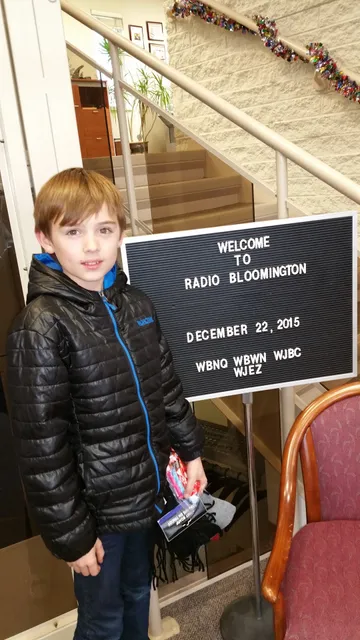 WELCOME
TO
RADIO BLOOMINGTON
DECEMBER 22, 2015
WBNQ WBWN WJBC
WJEZ